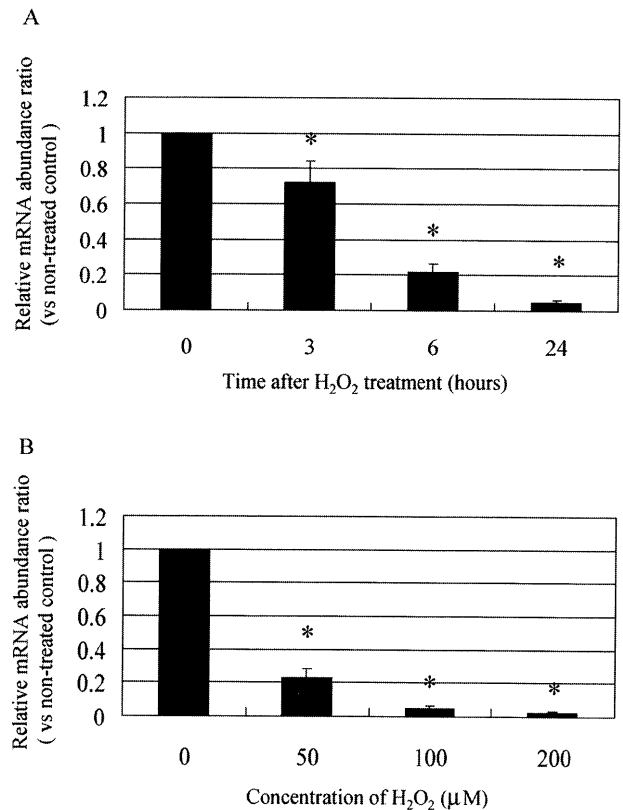 A
Relative mRNA abundance ratio
(vs non-treated control )
1.2
1
0.8
0.6
0.4
0.2
0
*
*
*
0 3 6 24
Time after H₂O₂ treatment (hours)
B
Relative mRNA abundance ratio
( vs non-treated control )
1.2
1
0.8
0.6
0.4
0.2
0
*
*
*
0 50 100 200
Concentration of H₂O₂ (μM)